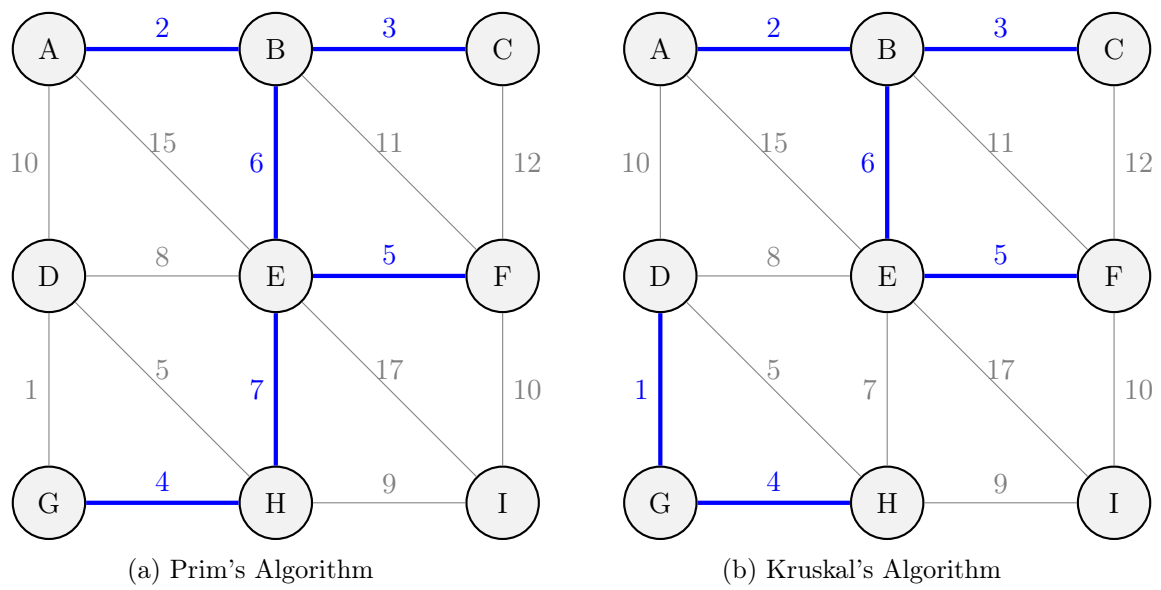 2 3 2 3
A B C A B C
15 11 15 11
10 6 12 10 6 12
8 5 8 5
D E F D E F
5 17 5 17
1 7 10 1 7 10
4 9 4 9
G H I G H I
(a) Prim's Algorithm (b) Kruskal's Algorithm